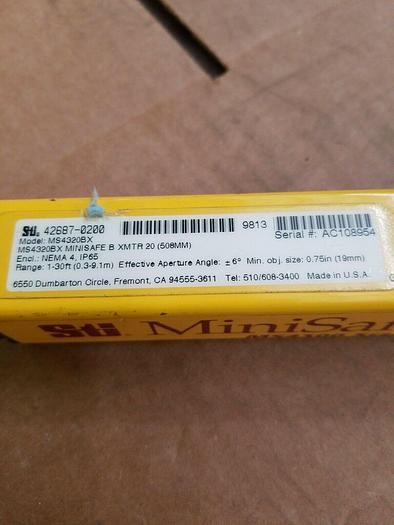 Sti. 42687-0200 9813
Model: MS4320BX Serial #: AC108954
MS4320BX MINISAFE B XMTR 20 (508MM)
Encl.: NEMA 4, IP65
Range: 1-30ft (0.3-9.1m) Effective Aperture Angle: ± 6° Min. obj. size: 0.75in (19mm)
6550 Dumbarton Circle, Fremont, CA 94555-3611 Tel: 510/608-3400 Made in U.S.A.
Sti MiniSaf